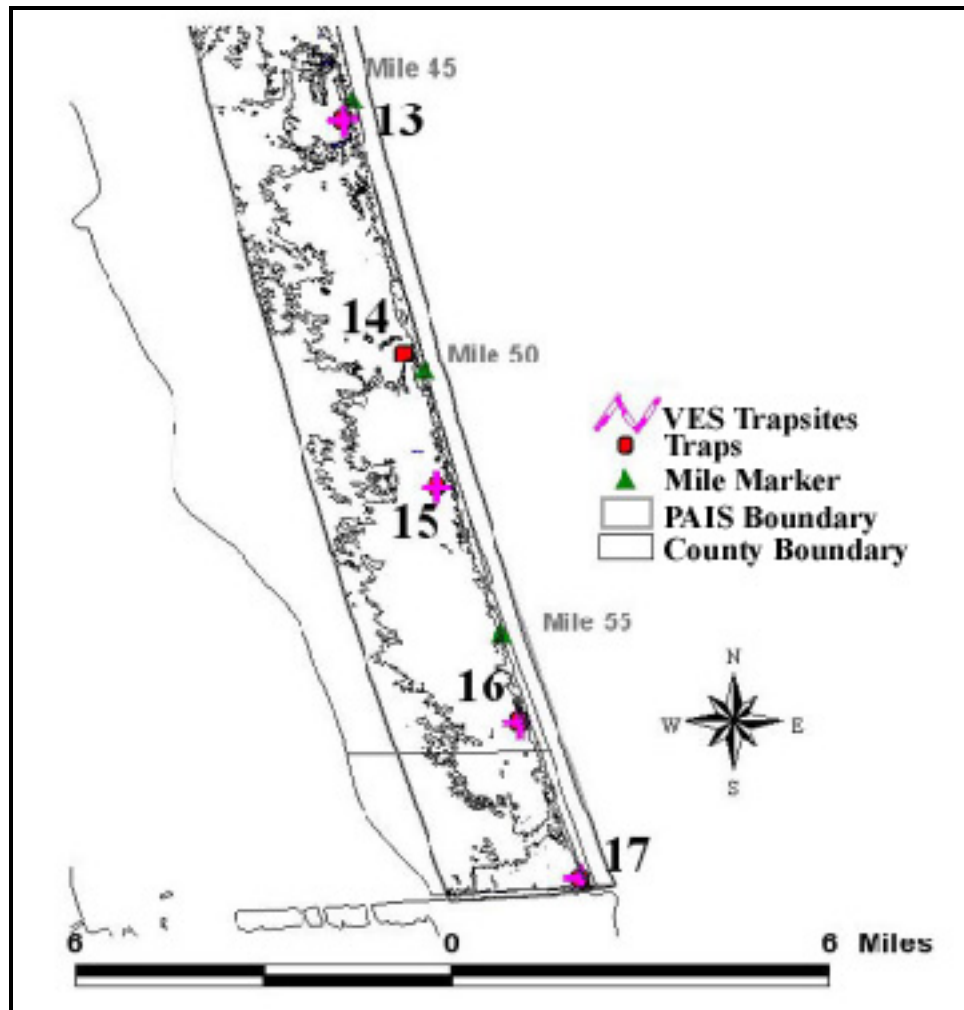 Mile 45
13
14
Mile 50
VES Trapsites
Traps
Mile Marker
PAIS Boundary
County Boundary
15
Mile 55
16
N
W E
S
17
6 0 6 Miles